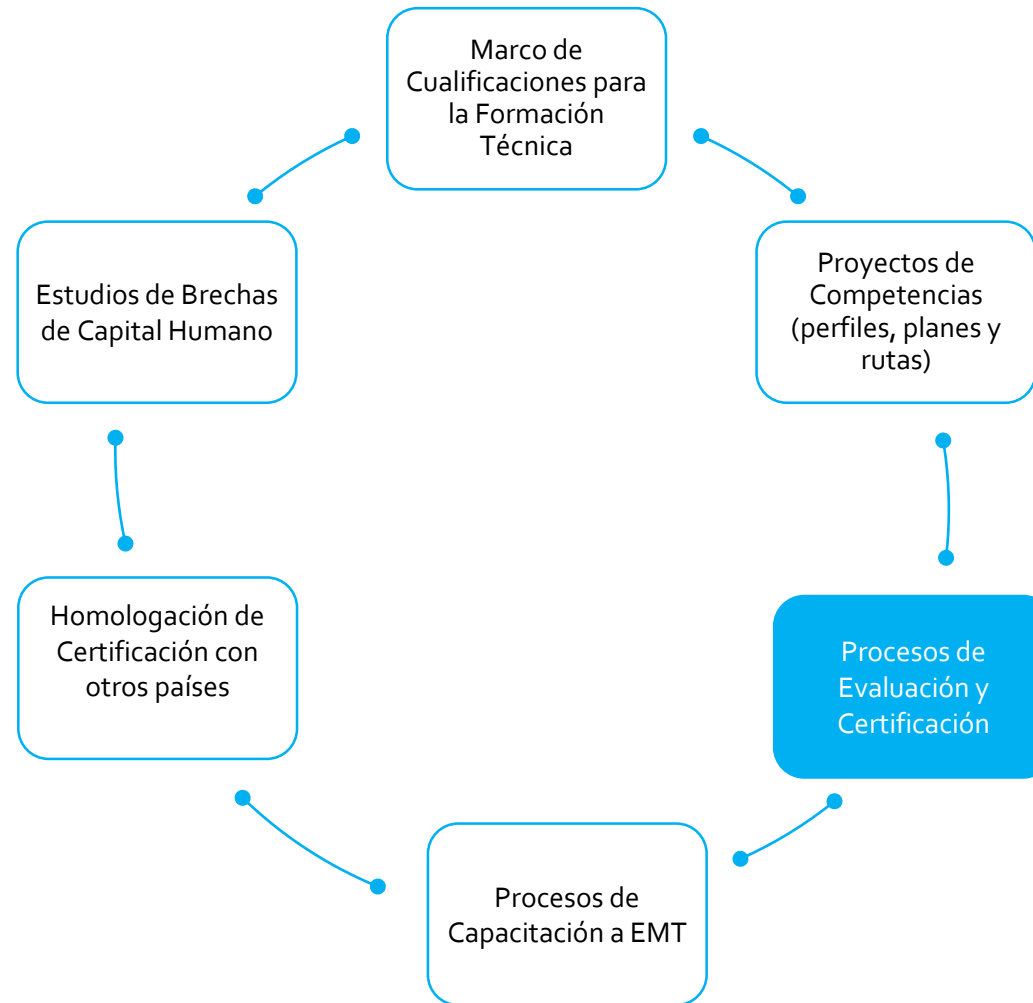 Marco de
Cualificaciones para
la Formación
Técnica
Proyectos de
Competencias
(perfiles, planes y
rutas)
Procesos de
Evaluación y
Certificación
Procesos de
Capacitación a EMT
Homologación de
Certificación con
otros países
Estudios de Brechas
de Capital Humano